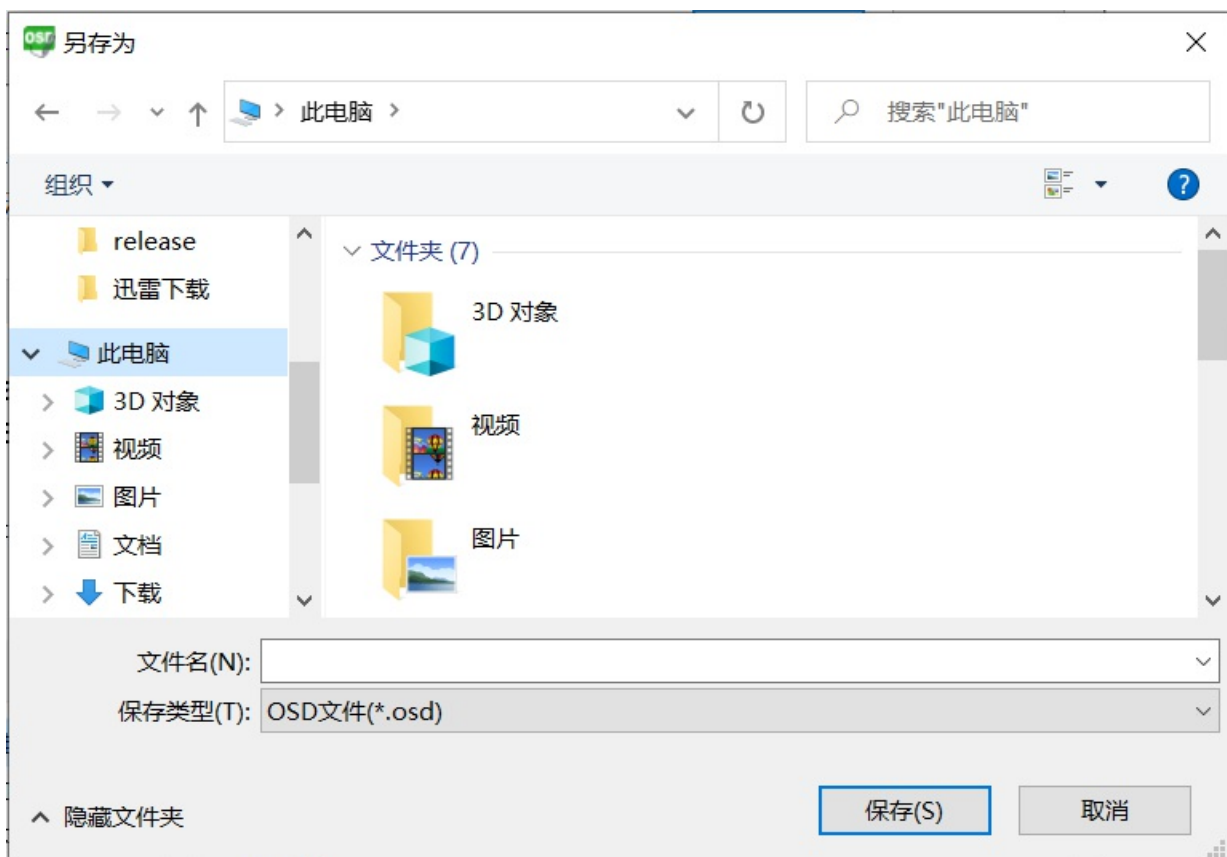 OSD 另存为
此电脑
搜索"此电脑"
组织
release
迅雷下载
此电脑
3D 对象
视频
图片
文档
下载
文件夹 (7)
3D 对象
视频
图片
文件名(N):
保存类型(T): OSD文件(*.osd)
隐藏文件夹
保存(S)
取消